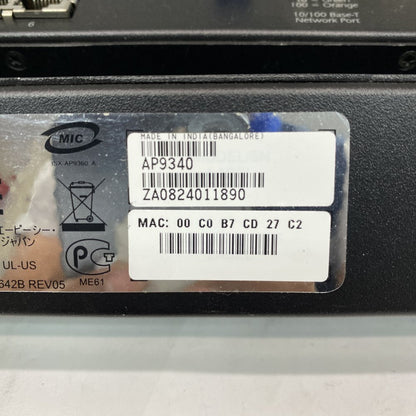 100 = Orange
10/100 Base-T
Network Port
MIC
MADE IN INDIA(BANGALORE)
AP9340
ZA0824011890
MAC: 00 C0 B7 CD 27 C2
エーピーシー・
ジャパン
UL-US
ME61
642B REV05